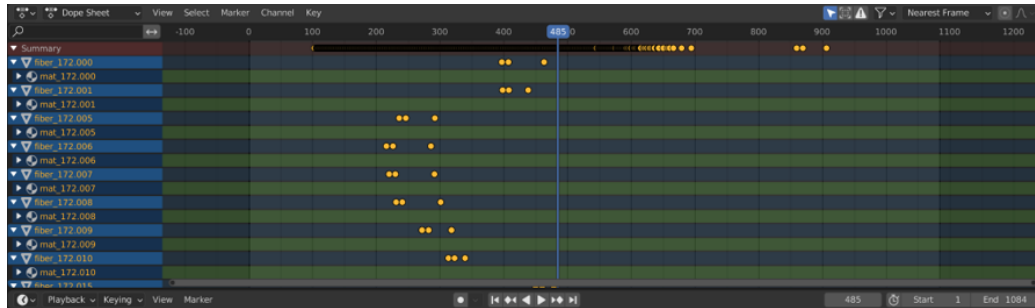 Dope Sheet View Select Marker Channel Key Nearest Frame
-100 0 100 200 300 400 485 0 600 700 800 900 1000 1100 1200
Summary
fiber_172.000
mat_172.000
fiber_172.001
mat_172.001
fiber_172.005
mat_172.005
fiber_172.006
mat_172.006
fiber_172.007
mat_172.007
fiber_172.008
mat_172.008
fiber_172.009
mat_172.009
fiber_172.010
mat_172.010
fiber_172.015
Playback Keying View Marker 485 Start 1 End 1084